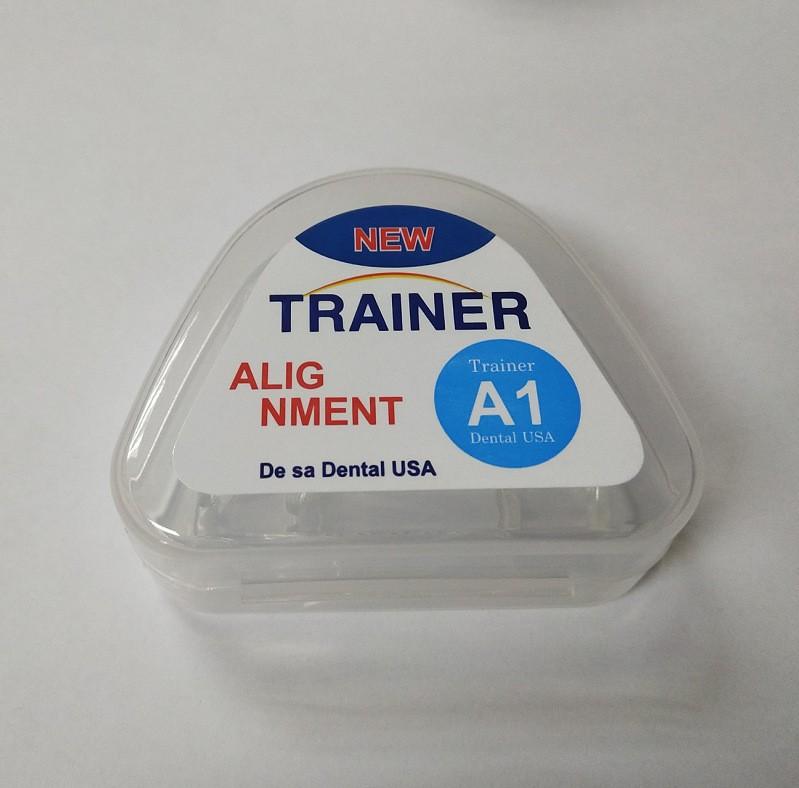 NEW
TRAINER
ALIG
NMENT
Trainer
A1
Dental USA
De sa Dental USA